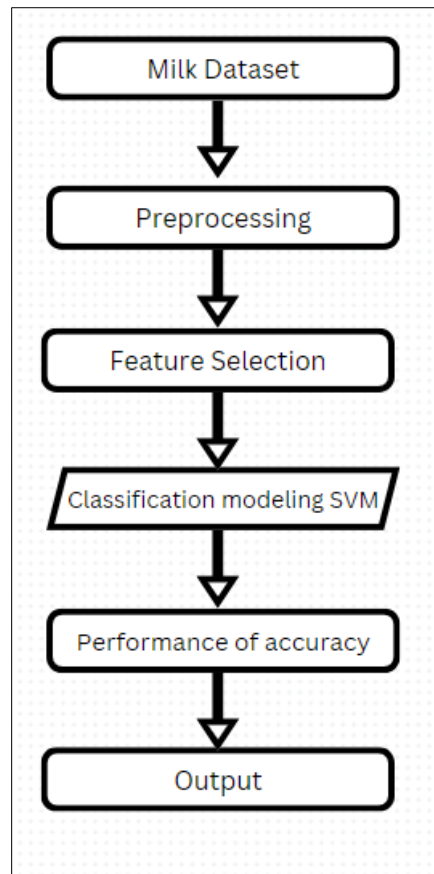 Milk Dataset
Preprocessing
Feature Selection
Classification modeling SVM
Performance of accuracy
Output